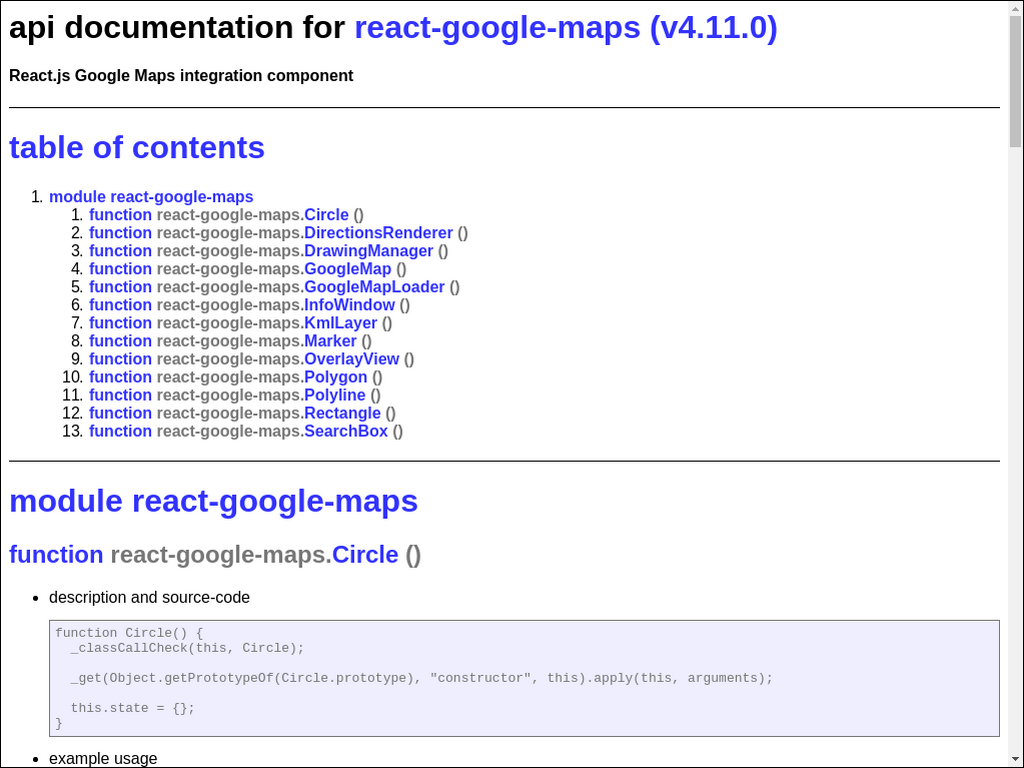 api documentation for react-google-maps (v4.11.0)
React.js Google Maps integration component
table of contents
1. module react-google-maps
1. function react-google-maps.Circle ()
2. function react-google-maps.DirectionsRenderer ()
3. function react-google-maps.DrawingManager ()
4. function react-google-maps.GoogleMap ()
5. function react-google-maps.GoogleMapLoader ()
6. function react-google-maps.InfoWindow ()
7. function react-google-maps.KmlLayer ()
8. function react-google-maps.Marker ()
9. function react-google-maps.OverlayView ()
10. function react-google-maps.Polygon ()
11. function react-google-maps.Polyline ()
12. function react-google-maps.Rectangle ()
13. function react-google-maps.SearchBox ()
module react-google-maps
function react-google-maps.Circle ()
• description and source-code
function Circle() {
  _classCallCheck(this, Circle);
  _get(Object.getPrototypeOf(Circle.prototype), "constructor", this).apply(this, arguments);
  this.state = {};
}
• example usage